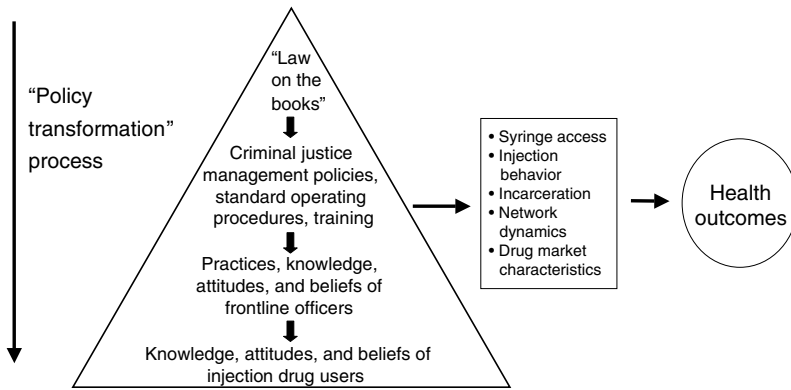 “Policy
transformation”
process
“Law
on the
books”
Criminal justice
management policies,
standard operating
procedures, training
Practices, knowledge,
attitudes, and beliefs of
frontline officers
Knowledge, attitudes, and beliefs of
injection drug users
• Syringe access
• Injection
behavior
• Incarceration
• Network
dynamics
• Drug market
characteristics
Health
outcomes